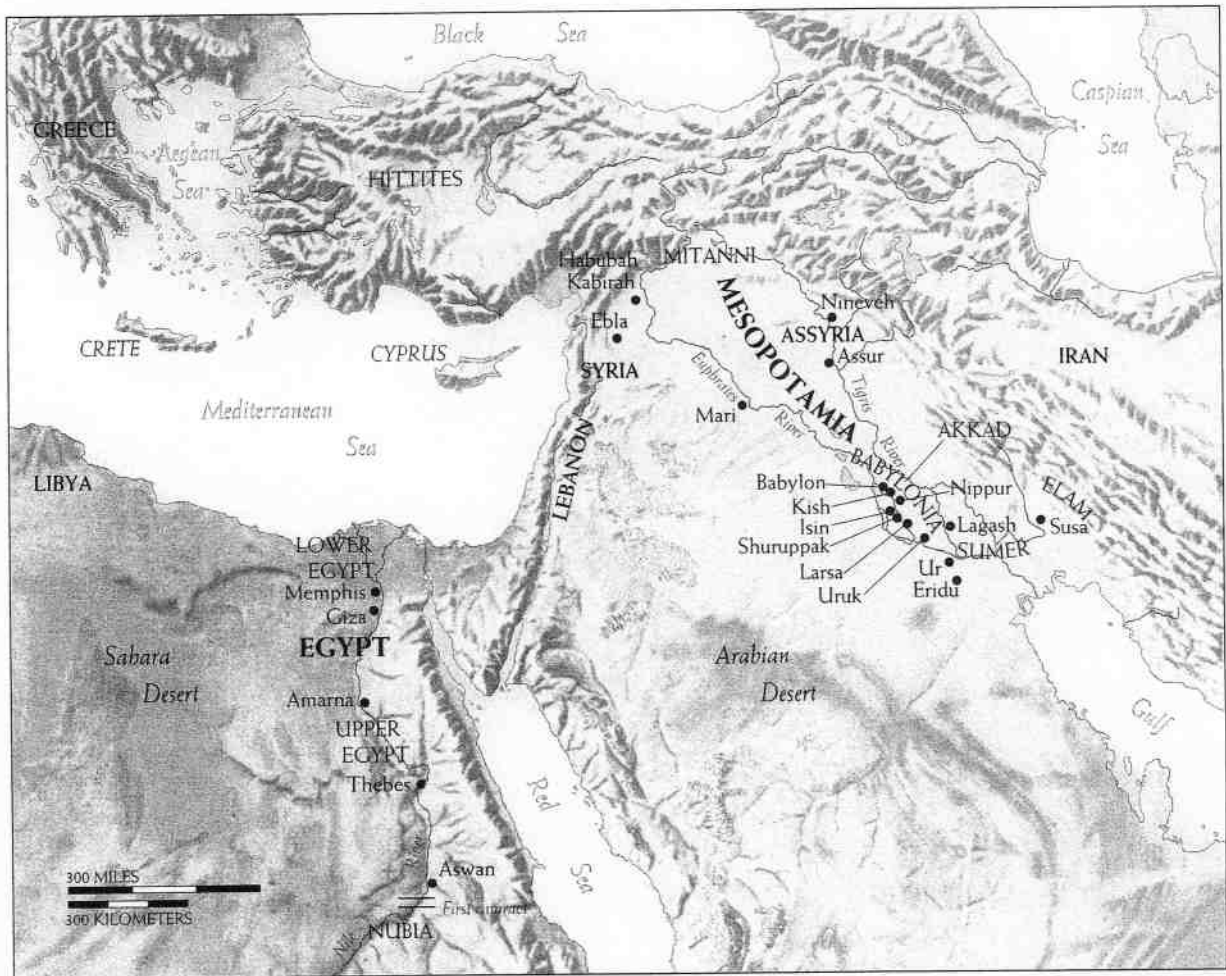 Black Sea
Caspian
Sea
GREECE
Aegean
Sea
HITTITES
MITANNI
Habubah
Kabirah
Nineveh
MESOPOTAMIA
Ebla
ASSYRIA
Assur
IRAN
CRETE
CYPRUS
SYRIA
Euphrates
River
Tigris
River
Mari
Mediterranean
Sea
AKKAD
LIBYA
LEBANON
BABYLONIA
Babylon
Kish
Nippur
ELAM
Isin
Lagash
Susa
Shuruppak
SUMER
Larsa
Ur
Uruk
Eridu
LOWER
EGYPT
Memphis
Giza
EGYPT
Sahara
Desert
Arabian
Desert
Amarna
UPPER
EGYPT
Gulf
Thebes
Red
Sea
River
Aswan
300 MILES
300 KILOMETERS
First cataract
NUBIA
Nile